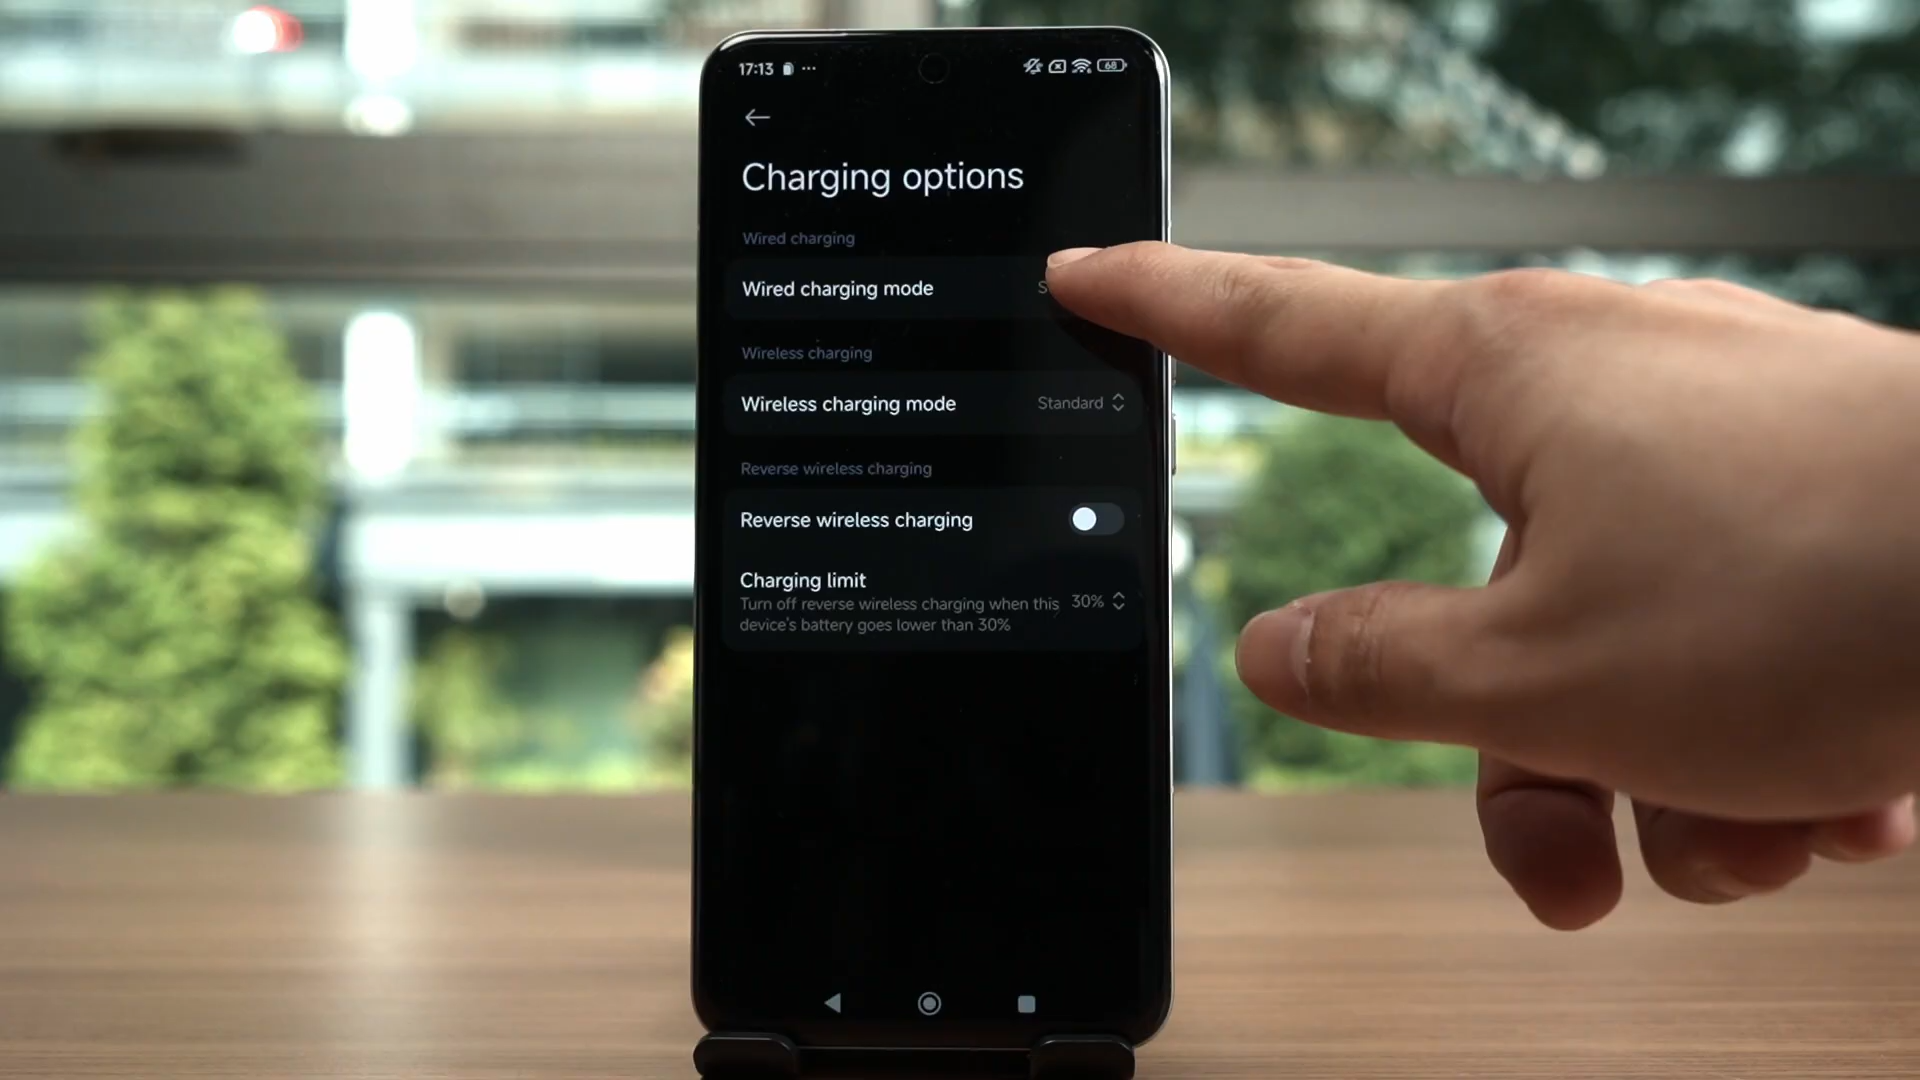 17:13 ...
68
Charging options
Wired charging
Wired charging mode
Wireless charging
Wireless charging mode Standard
Reverse wireless charging
Reverse wireless charging
Charging limit
Turn off reverse wireless charging when this
device's battery goes lower than 30%
30%